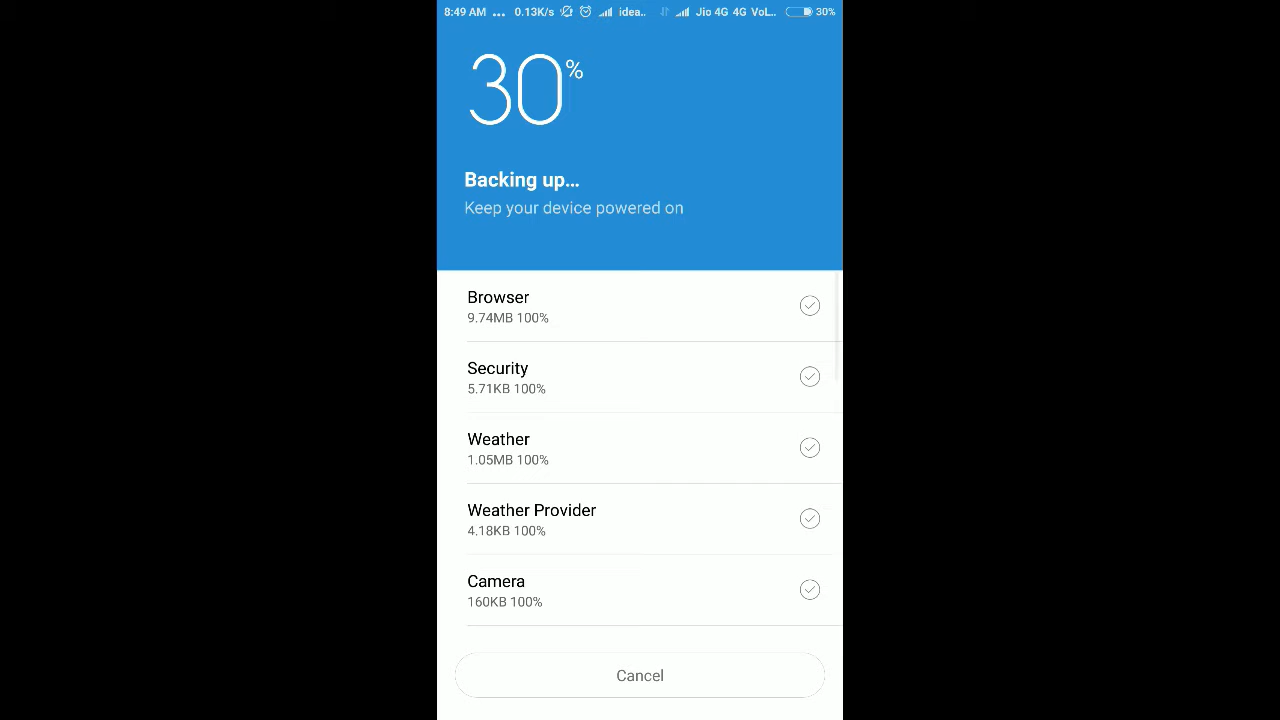 8:49 AM ... 0.13K/s idea.. Jio 4G 4G VoL.. 30%
30%
Backing up...
Keep your device powered on
Browser
9.74MB 100%
Security
5.71KB 100%
Weather
1.05MB 100%
Weather Provider
4.18KB 100%
Camera
160KB 100%
Cancel